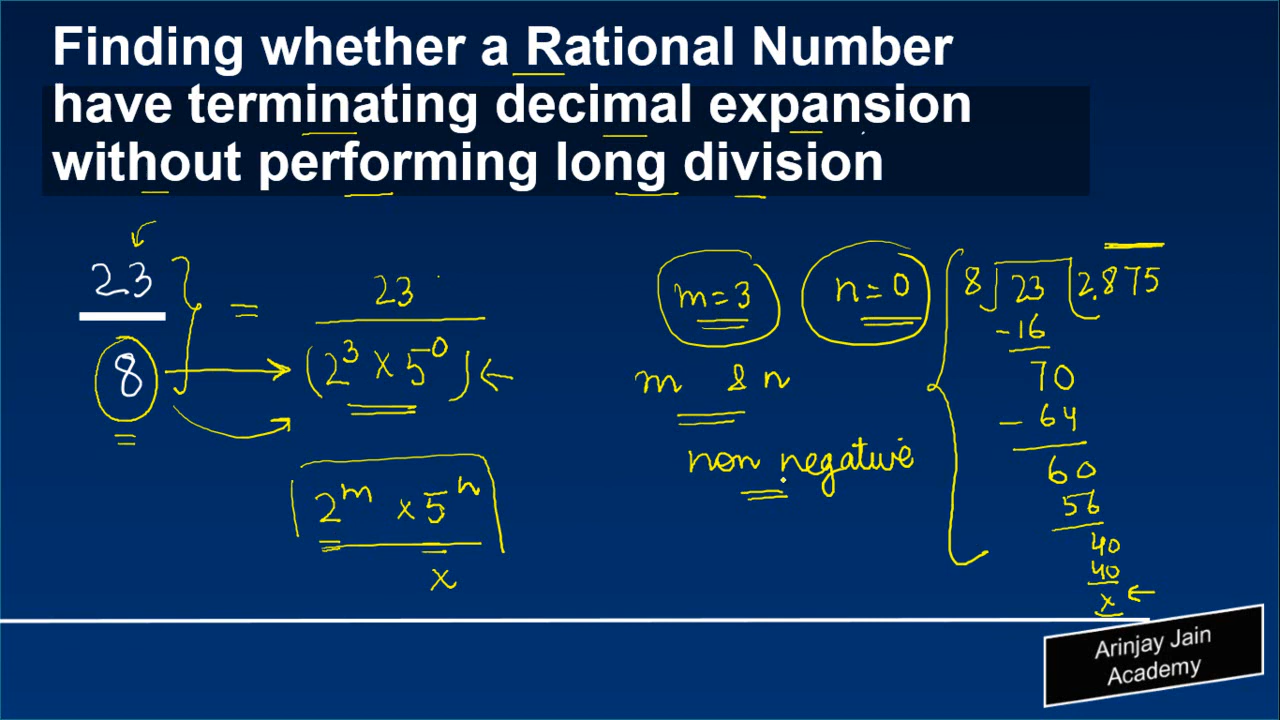 Finding whether a Rational Number
have terminating decimal expansion
without performing long division
23
8
=
23
(2³ × 5⁰) ←
2ᵐ × 5ⁿ
x
m = 3
n = 0
m & n
non negative
8 23 2.875
-16
70
- 64
60
56
40
40
x ←
Arinjay Jain
Academy